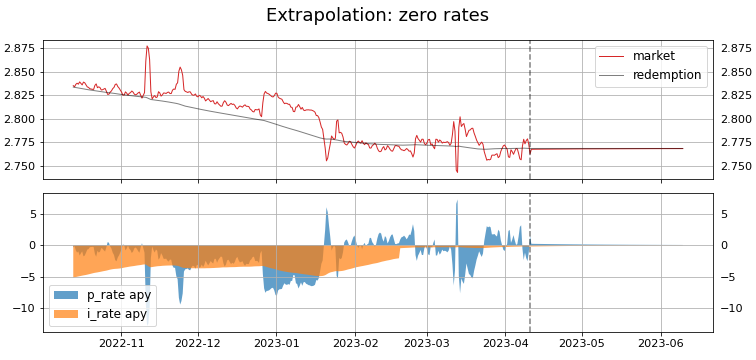 Extrapolation: zero rates
2.875 2.875
2.850 2.850
2.825 2.825
2.800 2.800
2.775 2.775
2.750 2.750
market
redemption
5 5
0 0
−5 −5
−10 −10
p_rate apy
i_rate apy
2022-11 2022-12 2023-01 2023-02 2023-03 2023-04 2023-05 2023-06